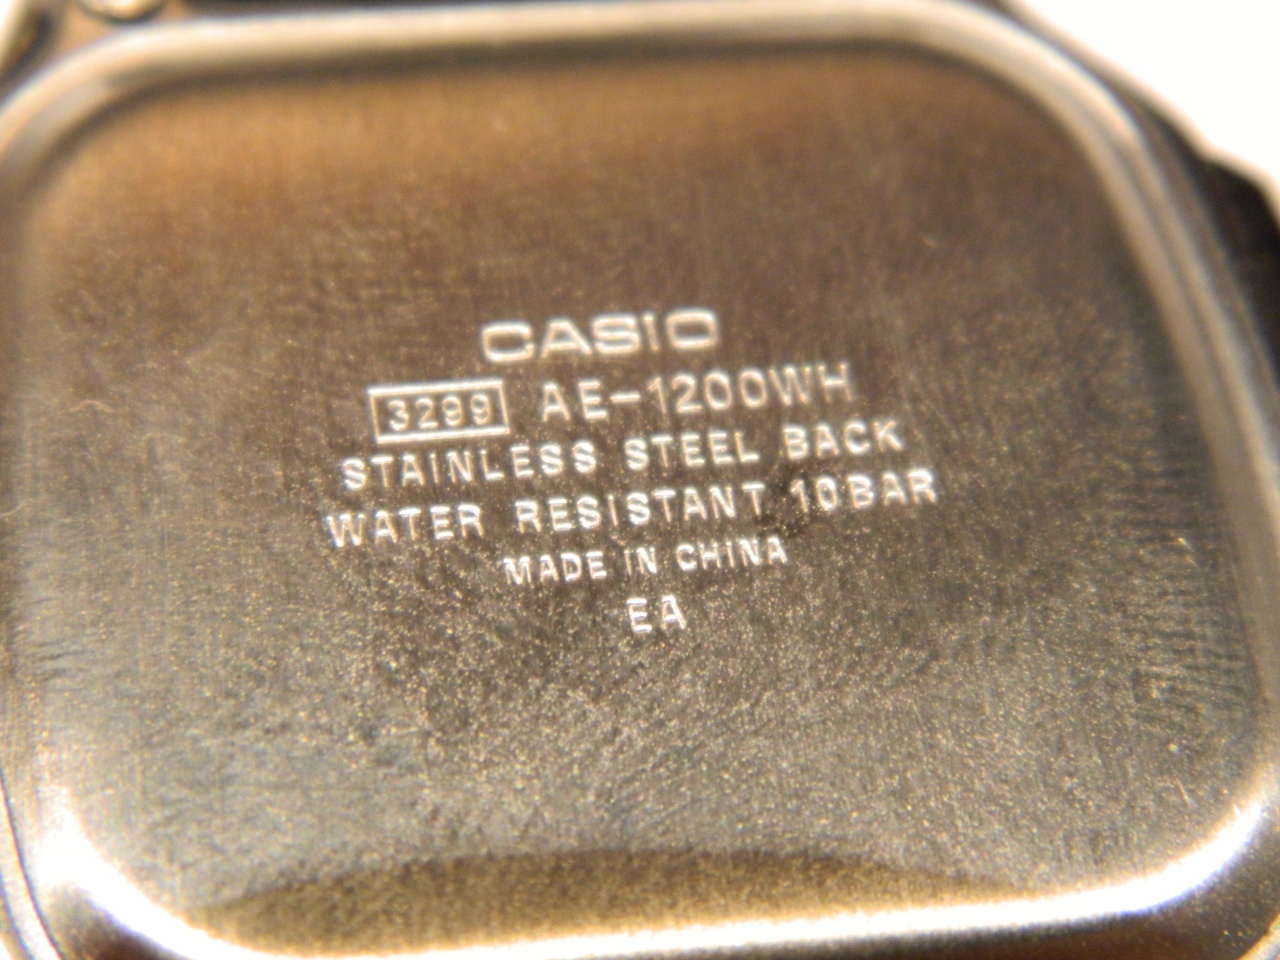 CASIO
3299 AE-1200WH
STAINLESS STEEL BACK
WATER RESISTANT 10BAR
MADE IN CHINA
EA